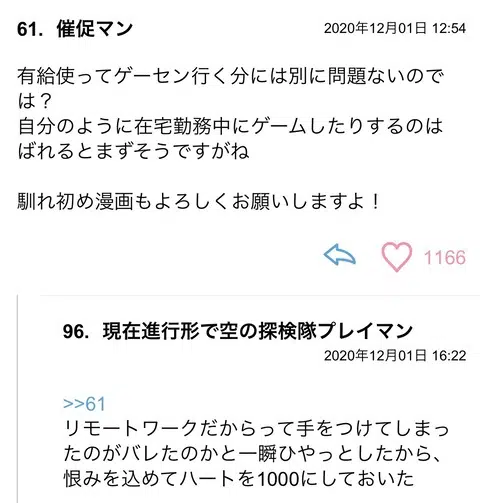 61. 催促マン
2020年12月01日 12:54
有給使ってゲーセン行く分には別に問題ないので
は？
自分のように在宅勤務中にゲームしたりするのは
ばれるとまずそうですがね
馴れ初め漫画もよろしくお願いしますよ！
1166
96. 現在進行形で空の探検隊プレイマン
2020年12月01日 16:22
>>61
リモートワークだからって手をつけてしまっ
たのがバレたのかと一瞬ひやっとしたから、
恨みを込めてハートを1000にしておいた